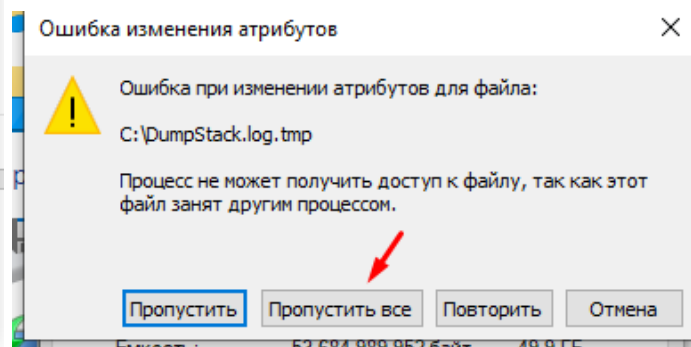 Ошибка изменения атрибутов
Ошибка при изменении атрибутов для файла:
C:\DumpStack.log.tmp
Процесс не может получить доступ к файлу, так как этот
файл занят другим процессом.
Пропустить Пропустить все Повторить Отмена